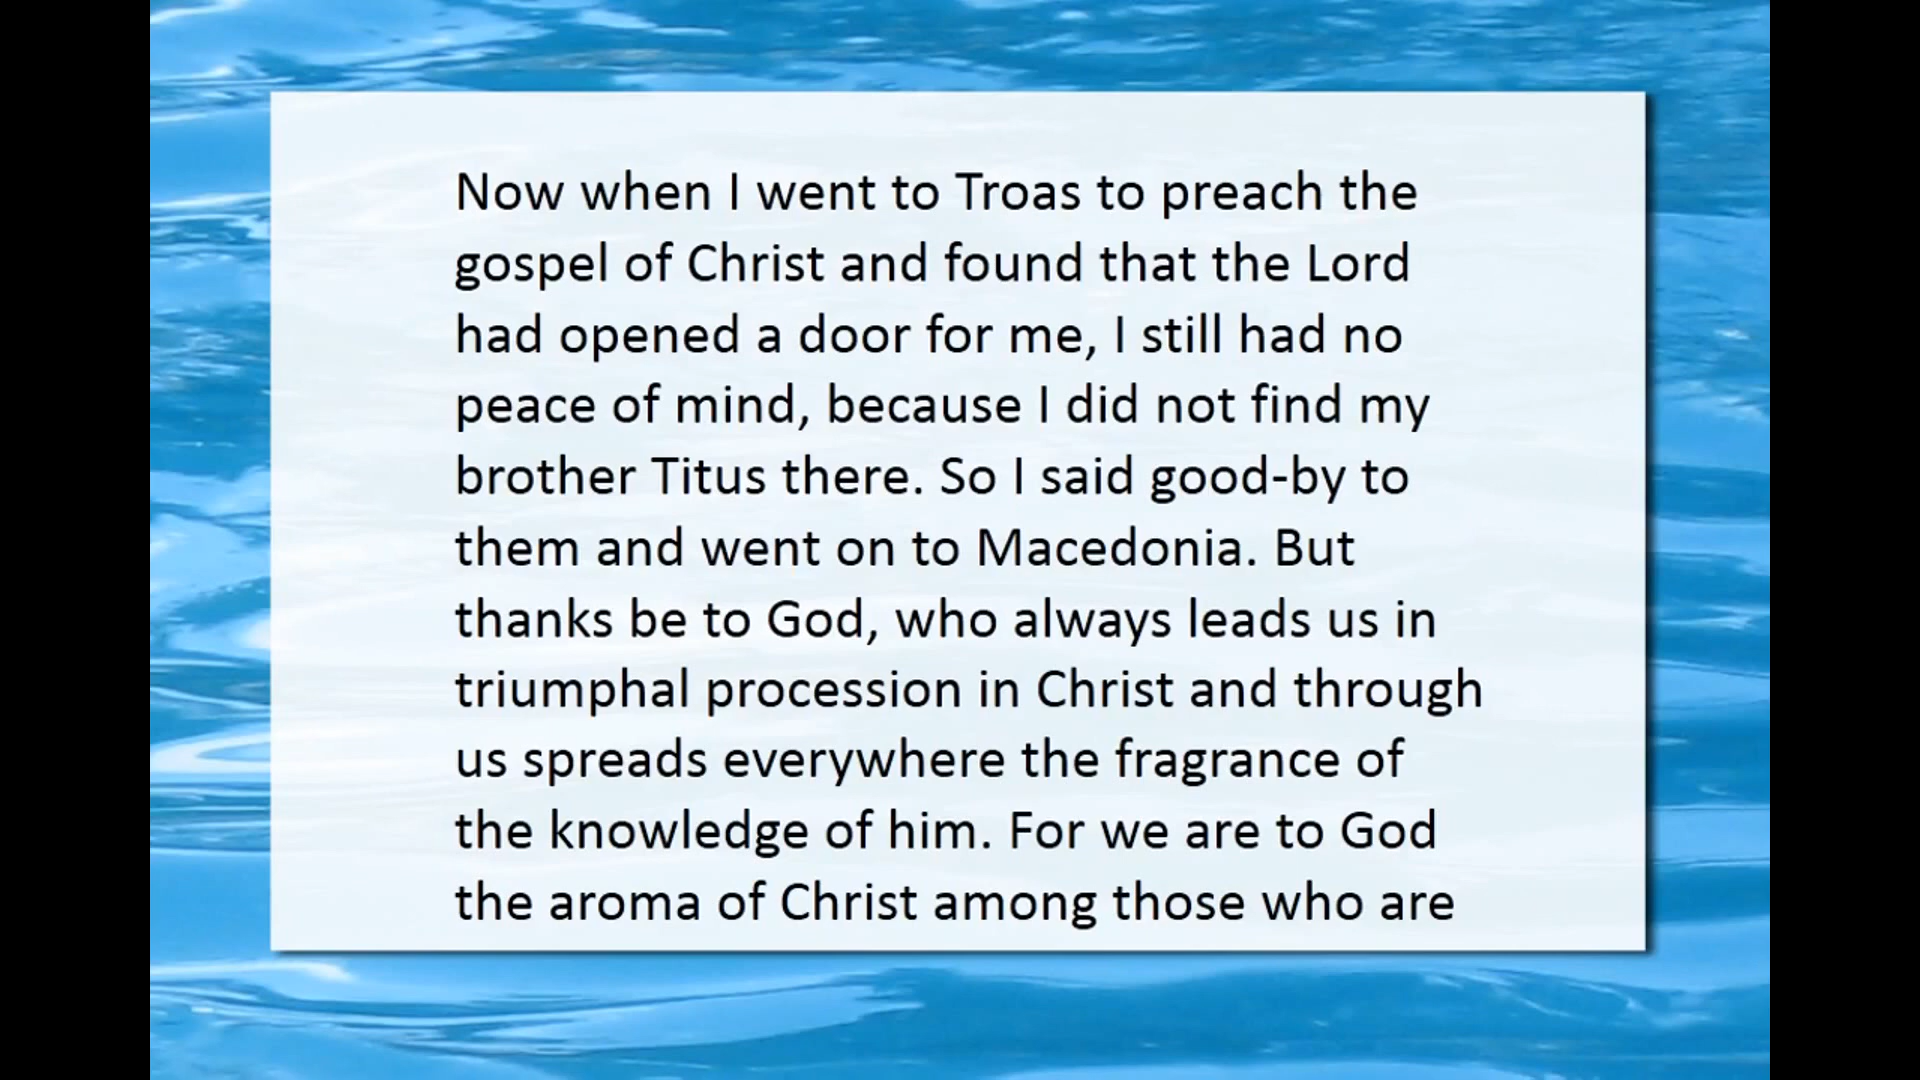 Now when I went to Troas to preach the
gospel of Christ and found that the Lord
had opened a door for me, I still had no
peace of mind, because I did not find my
brother Titus there. So I said good-by to
them and went on to Macedonia. But
thanks be to God, who always leads us in
triumphal procession in Christ and through
us spreads everywhere the fragrance of
the knowledge of him. For we are to God
the aroma of Christ among those who are